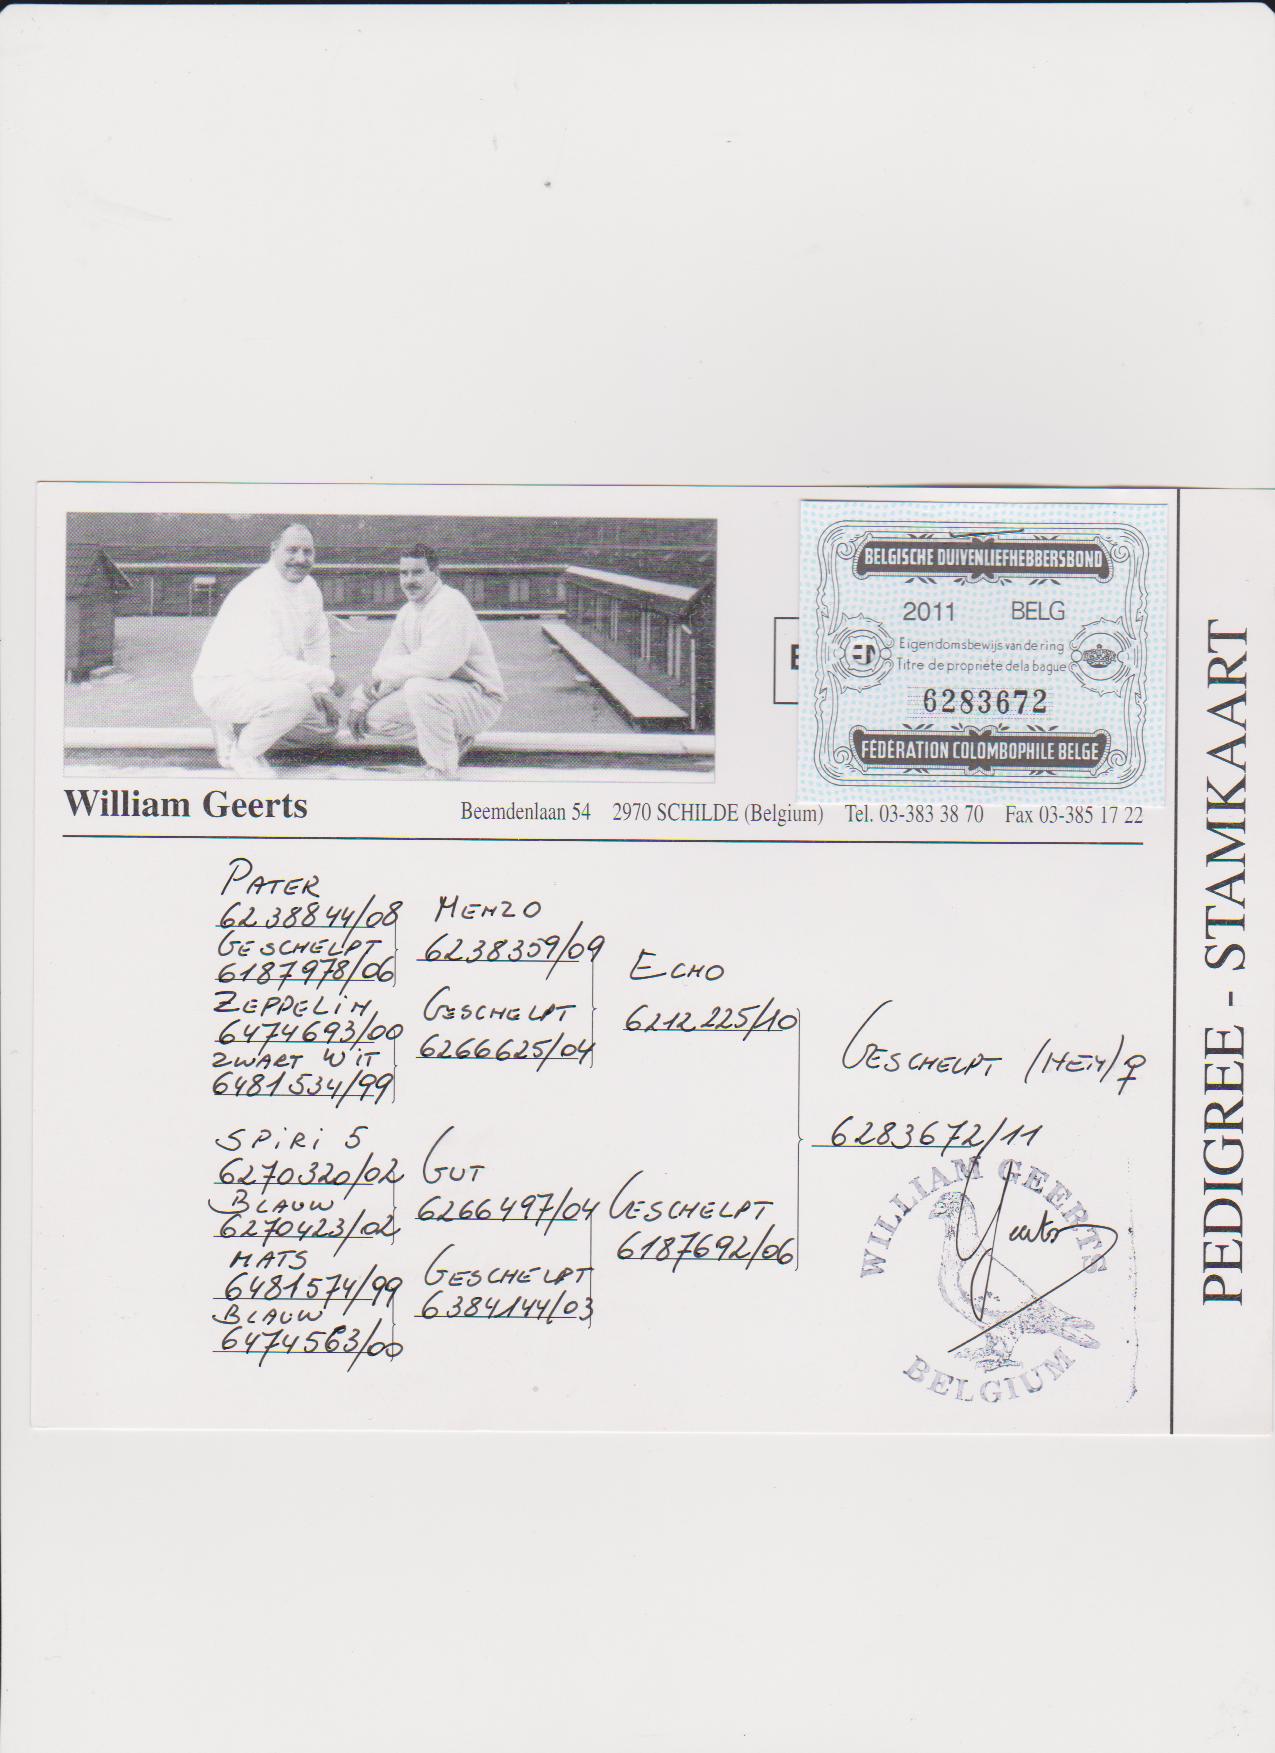 BELGISCHE DUIVENLIEFHEBBERSBOND
2011 BELG
Eigendomsbewijs van de ring
Titre de propriété de la bague
6283672
FÉDÉRATION COLOMBOPHILE BELGE
William Geerts
Beemdenlaan 54 2970 SCHILDE (Belgium) Tel. 03-383 38 70 Fax 03-385 17 22
PEDIGREE - STAMKAART
PATER
6238844/08
GESCHELPT
6187978/06
ZEPPELIN
6474693/00
ZWART WIT
6481534/99
SPIRI 5
6270320/02
BLAUW
6270423/02
MATS
6481574/99
BLAUW
6474563/00
MENZO
6238359/09
GESCHELPT
6266625/04
GUT
6266497/04
GESCHELPT
6384144/03
ECHO
6212225/10
GESCHELPT
6187692/06
GESCHELPT (HEN) ♀
6283672/11
WILLIAM GEERTS
BELGIUM